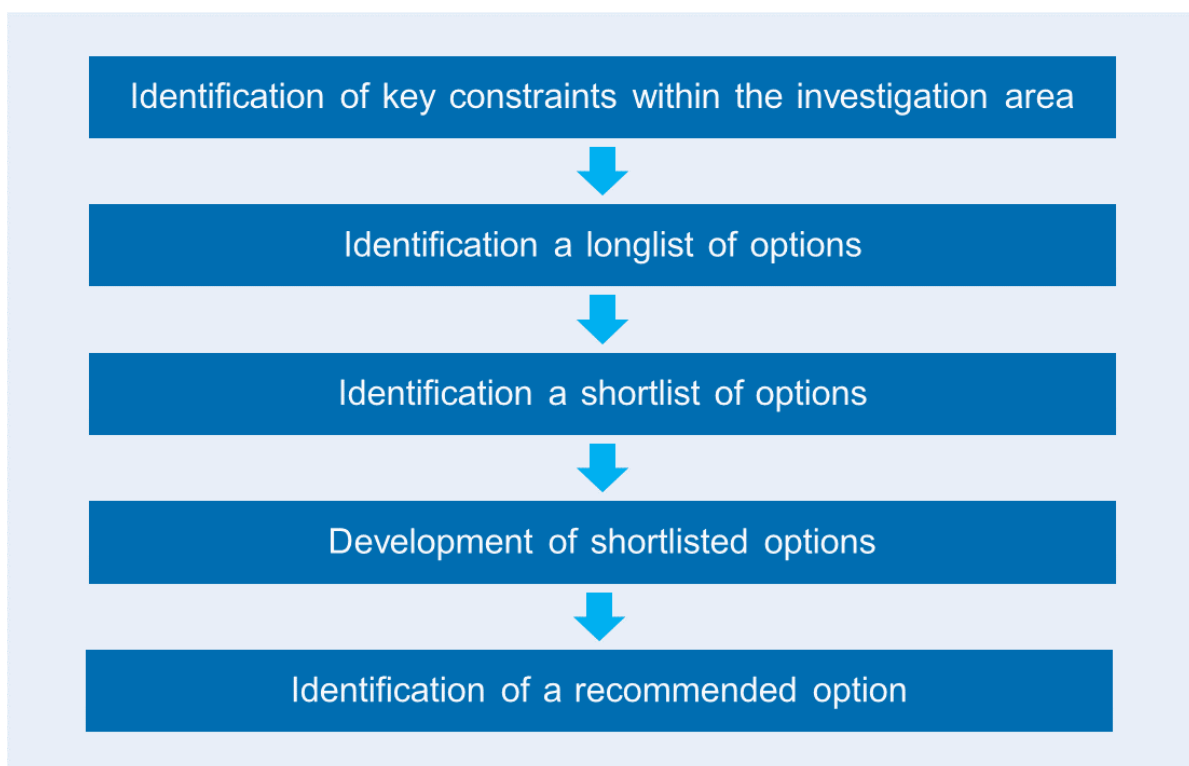 Identification of key constraints within the investigation area
Identification a longlist of options
Identification a shortlist of options
Development of shortlisted options
Identification of a recommended option